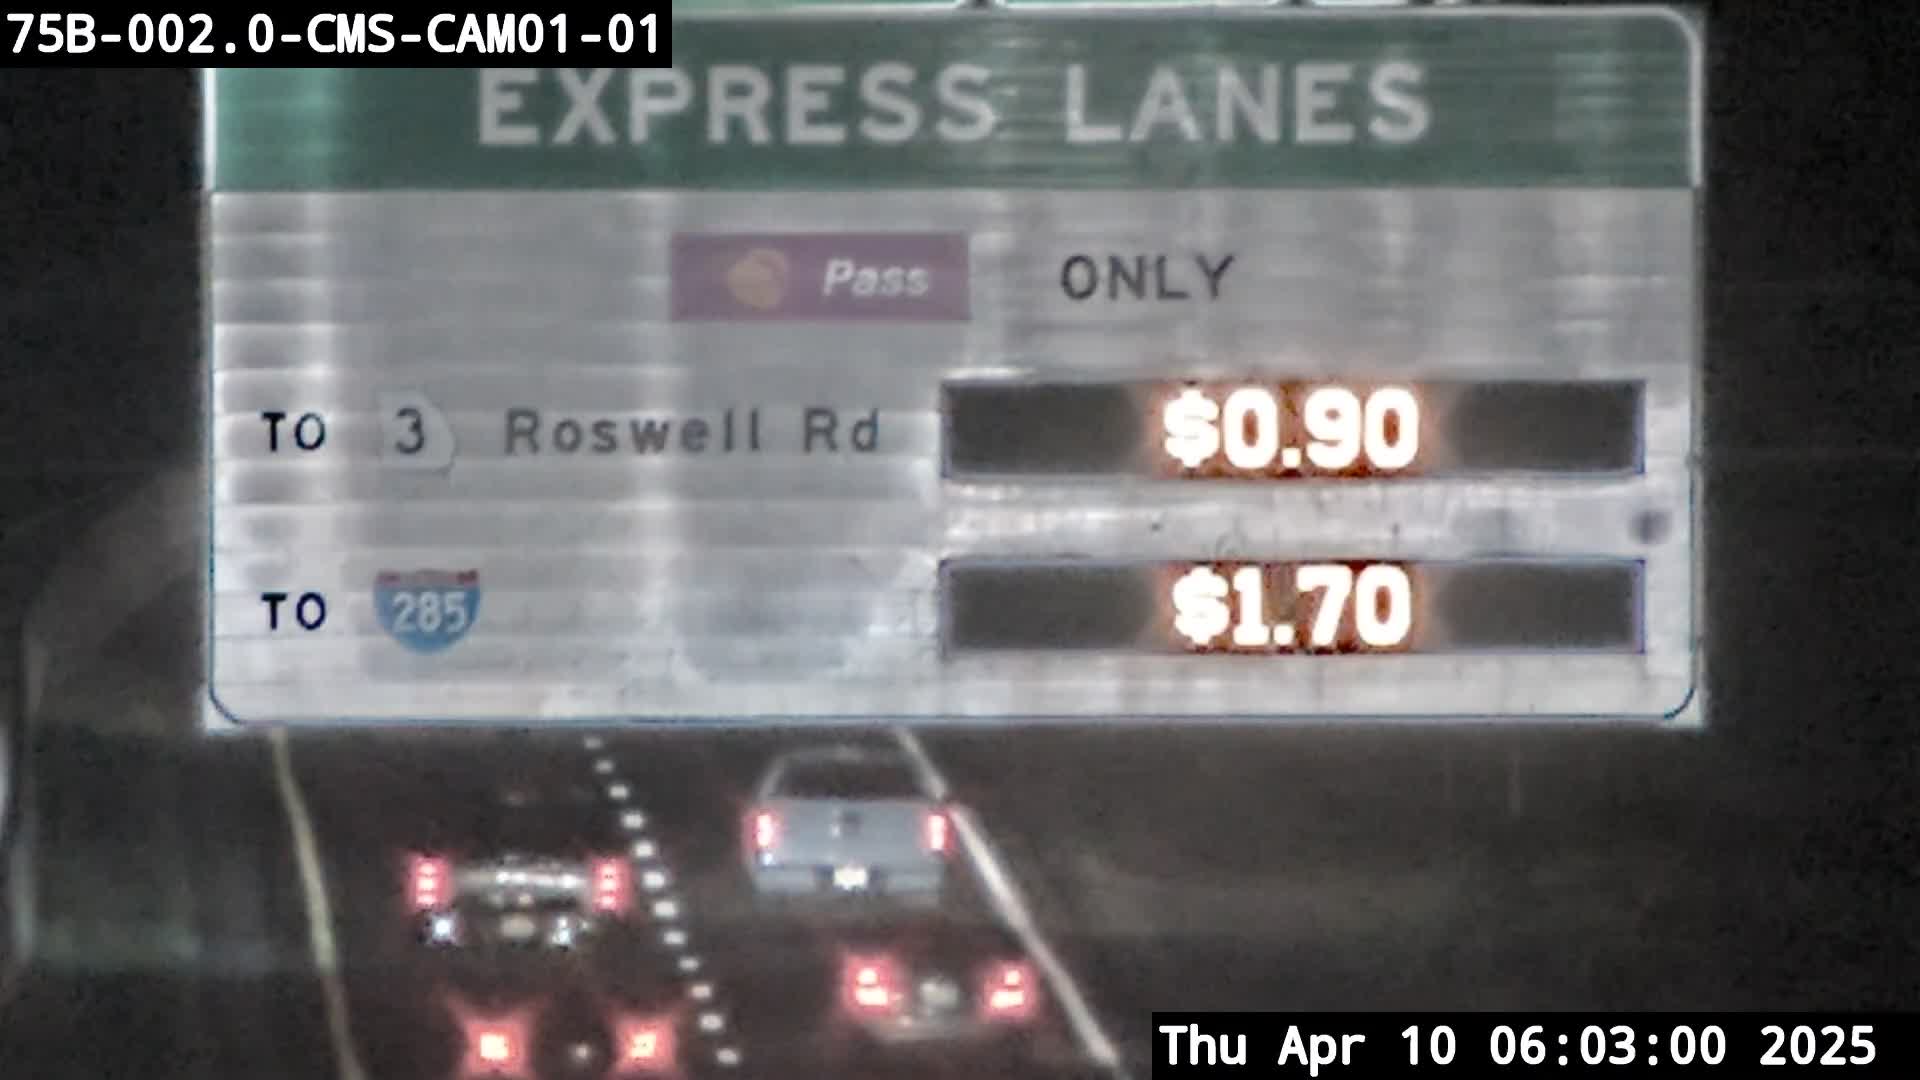 75B-002.0-CMS-CAM01-01
EXPRESS LANES
Pass ONLY
TO 3 Roswell Rd $0.90
TO 285 $1.70
Thu Apr 10 06:03:00 2025